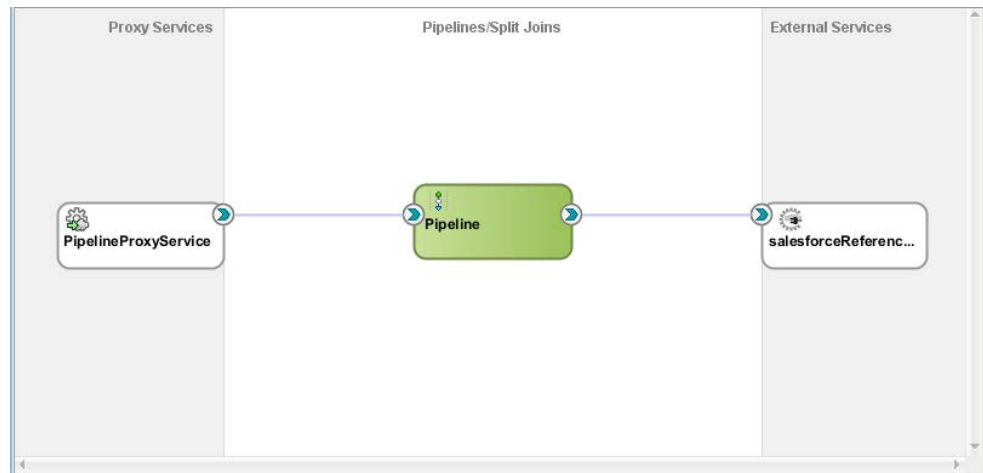 Proxy Services
Pipelines/Split Joins
External Services
PipelineProxyService
Pipeline
salesforceReferenc...